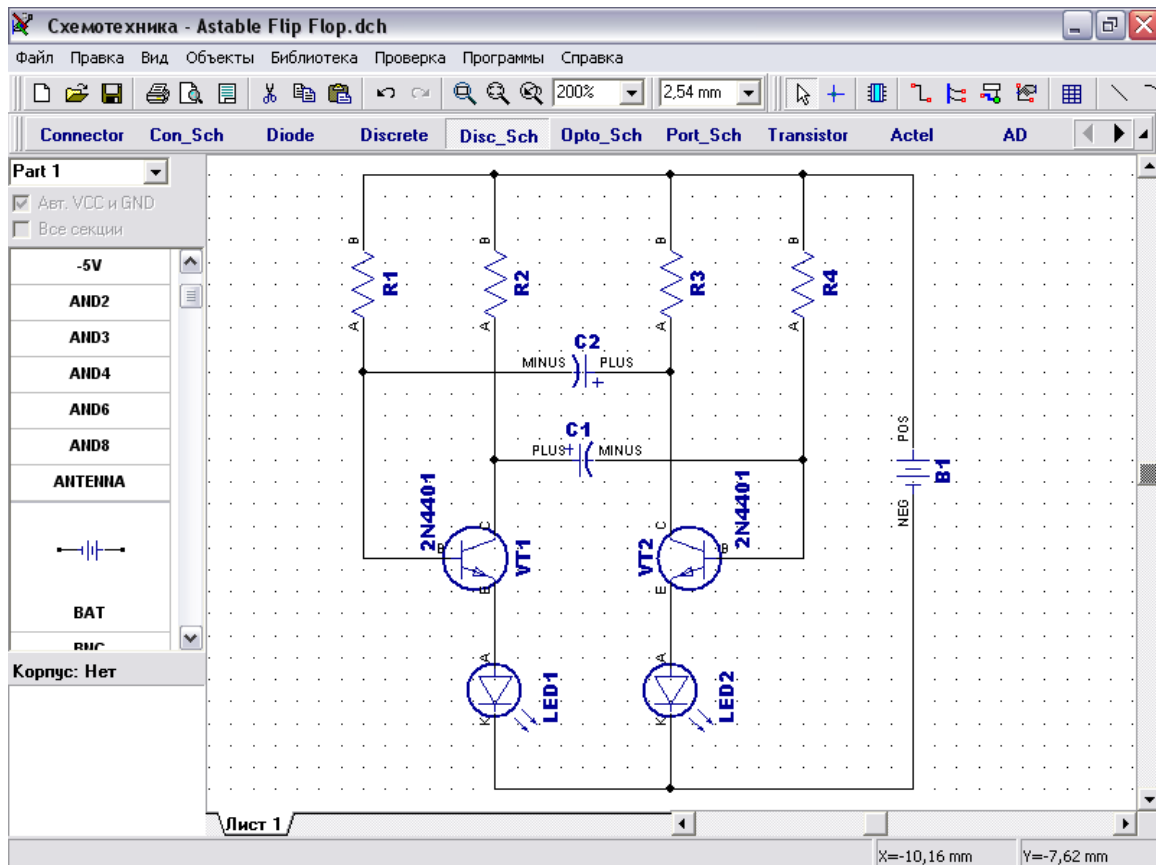 Схемотехника - Astable Flip Flop.dch
Файл Правка Вид Объекты Библиотека Проверка Программы Справка
200% 2,54 mm
Connector Con_Sch Diode Discrete Disc_Sch Opto_Sch Port_Sch Transistor Actel AD
Part 1
Авт. VCC и GND
Все секции
-5V
AND2
AND3
AND4
AND6
AND8
ANTENNA
BAT
BNC
Корпус: Нет
B B B B
R1 R2 R3 R4
A A A A
C2
MINUS PLUS
+
C1
PLUS + MINUS
POS
B1
NEG
2N4401 C C 2N4401
B VT1 VT2 B
E E
A A
LED1 LED2
K K
Лист 1
X=-10,16 mm Y=-7,62 mm